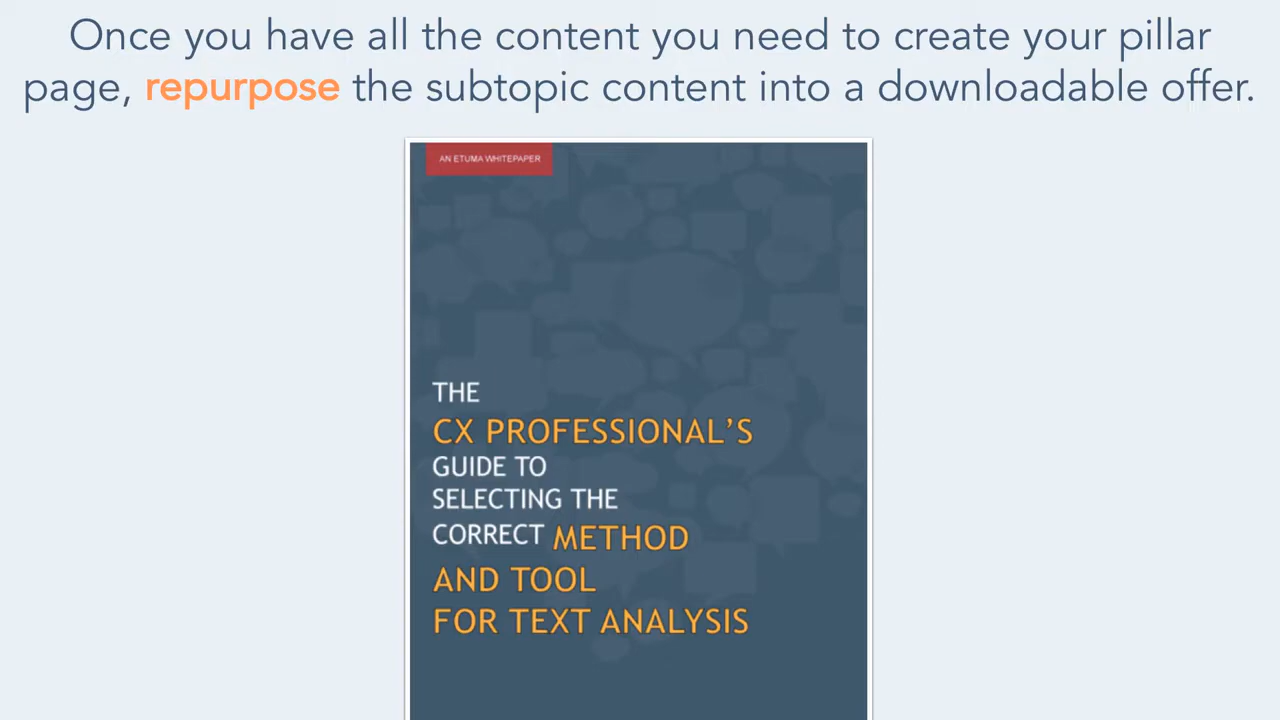 Once you have all the content you need to create your pillar
page, repurpose the subtopic content into a downloadable offer.
AN ETUMA WHITEPAPER
THE
CX PROFESSIONAL'S
GUIDE TO
SELECTING THE
CORRECT METHOD
AND TOOL
FOR TEXT ANALYSIS